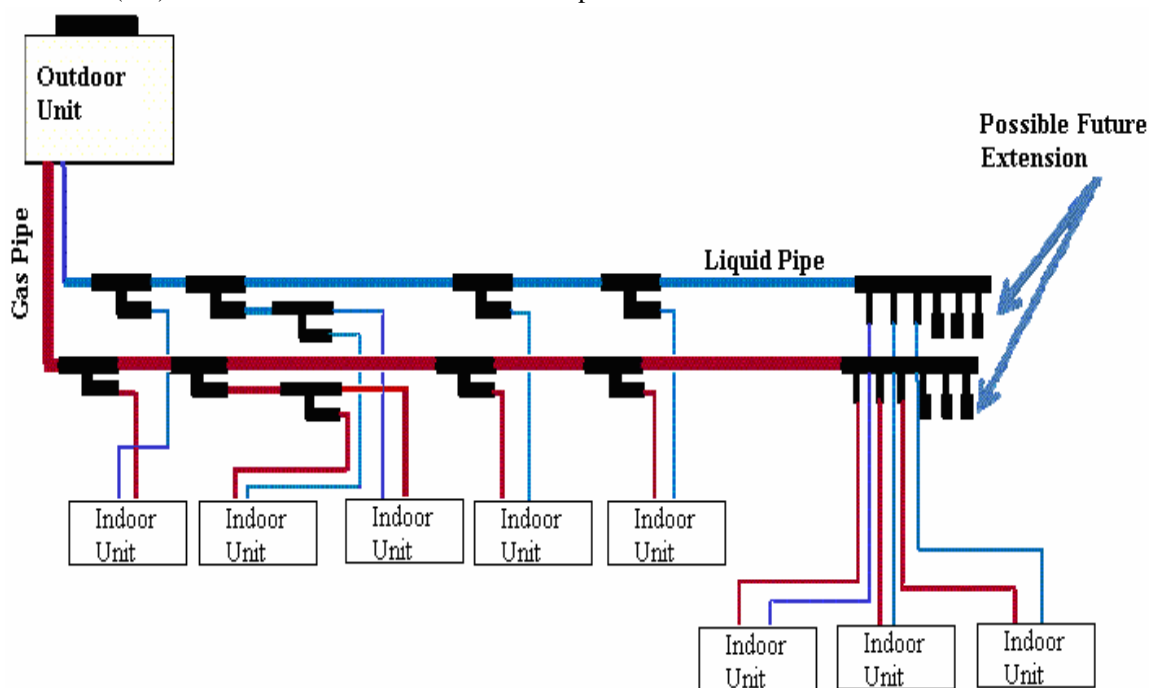 Outdoor
Unit
Possible Future
Extension
Gas Pipe
Liquid Pipe
Indoor
Unit
Indoor
Unit
Indoor
Unit
Indoor
Unit
Indoor
Unit
Indoor
Unit
Indoor
Unit
Indoor
Unit